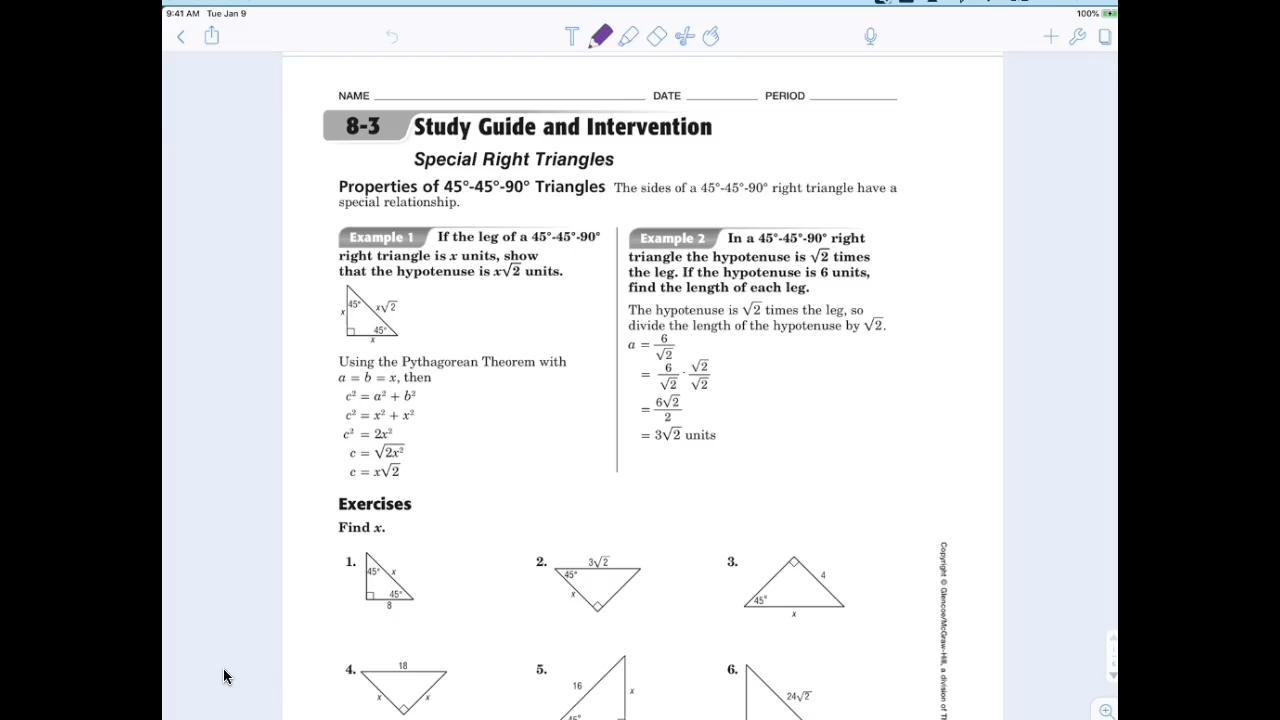 9:41 AM Tue Jan 9
100%
T
NAME ____ DATE ____ PERIOD ____
8-3 Study Guide and Intervention
Special Right Triangles
Properties of 45°-45°-90° Triangles The sides of a 45°-45°-90° right triangle have a
special relationship.
Example 1 If the leg of a 45°-45°-90°
right triangle is x units, show
that the hypotenuse is x√2 units.
45°
x√2
x
45°
x
Using the Pythagorean Theorem with
a = b = x, then
c² = a² + b²
c² = x² + x²
c² = 2x²
c = √2x²
c = x√2
Example 2 In a 45°-45°-90° right
triangle the hypotenuse is √2 times
the leg. If the hypotenuse is 6 units,
find the length of each leg.
The hypotenuse is √2 times the leg, so
divide the length of the hypotenuse by √2.
a = 6/√2
= 6/√2 · √2/√2
= 6√2/2
= 3√2 units
Exercises
Find x.
1.
45°
x
45°
8
2.
3√2
45°
x
3.
4
45°
x
4.
18
x
x
5.
16
x
45°
6.
24√2
Copyright © Glencoe/McGraw-Hill, a division of